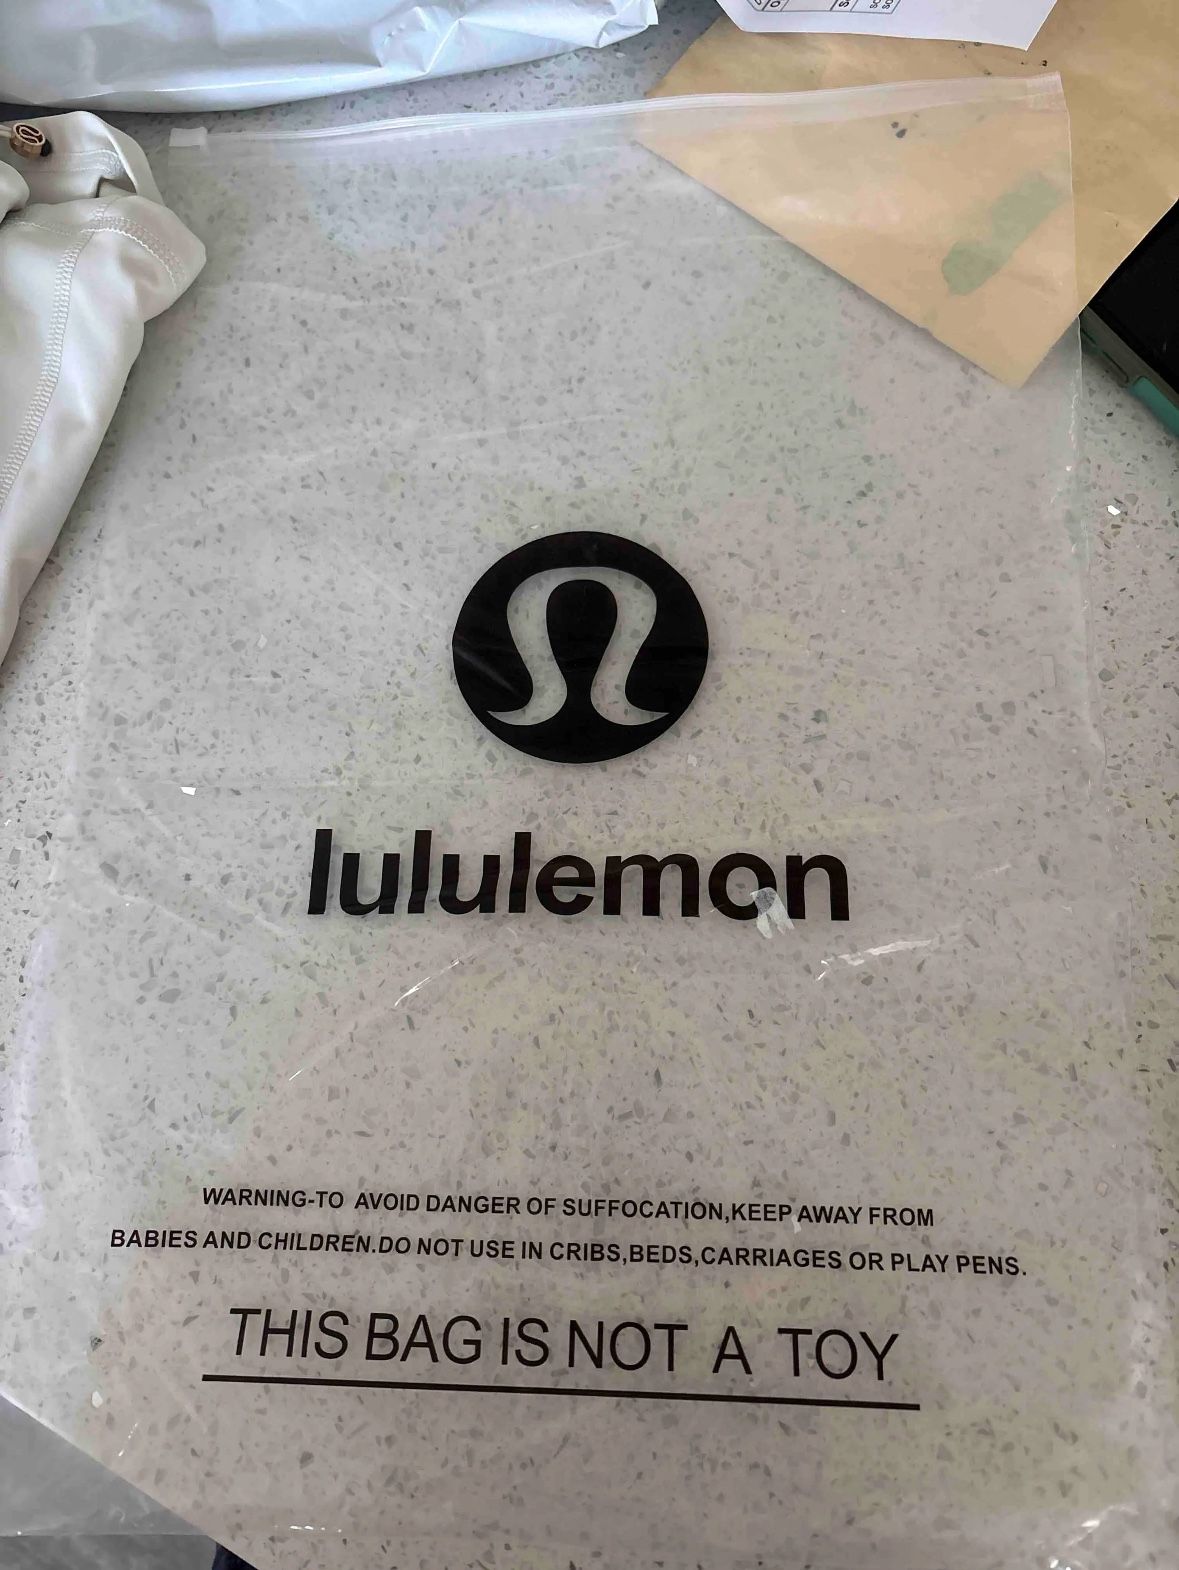 lululemon
WARNING-TO AVOID DANGER OF SUFFOCATION,KEEP AWAY FROM
BABIES AND CHILDREN.DO NOT USE IN CRIBS,BEDS,CARRIAGES OR PLAY PENS.
THIS BAG IS NOT A TOY